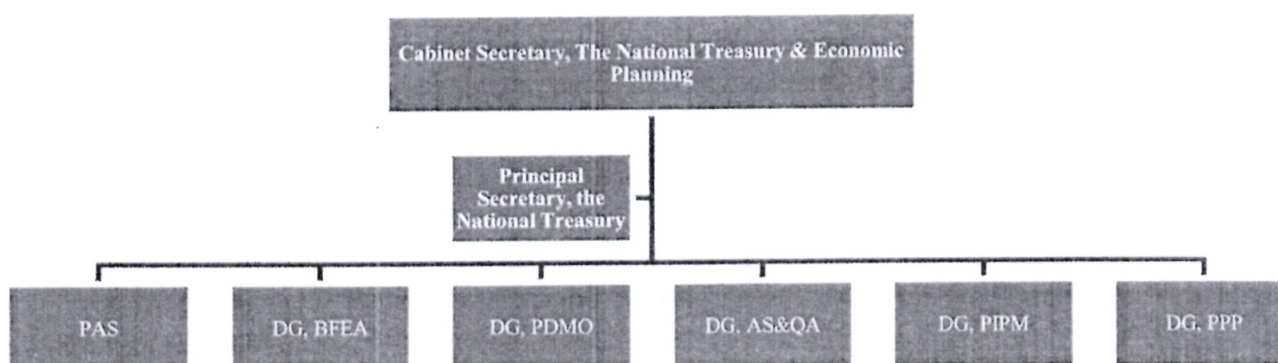 Cabinet Secretary, The National Treasury & Economic
Planning
Principal
Secretary, the
National Treasury
PAS
DG, BFEA
DG, PDMO
DG, AS&QA
DG, PIPM
DG, PPP